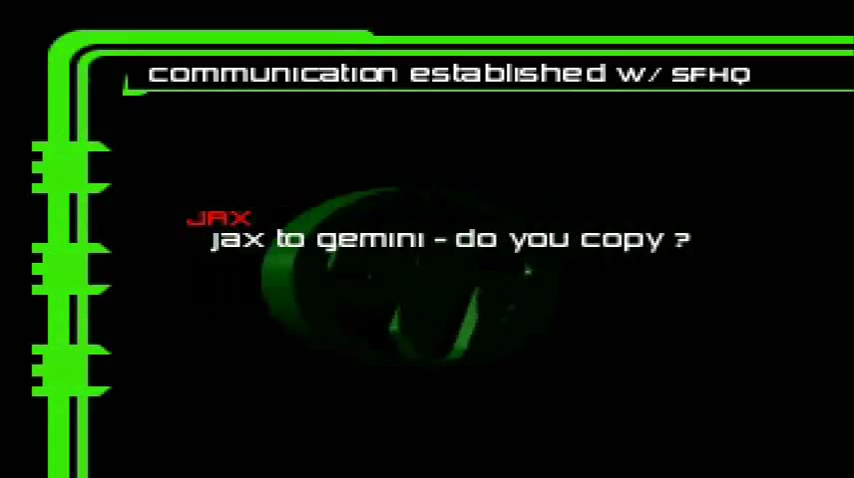 communication established w/ SFHQ
JAX
jax to gemini - do you copy ?